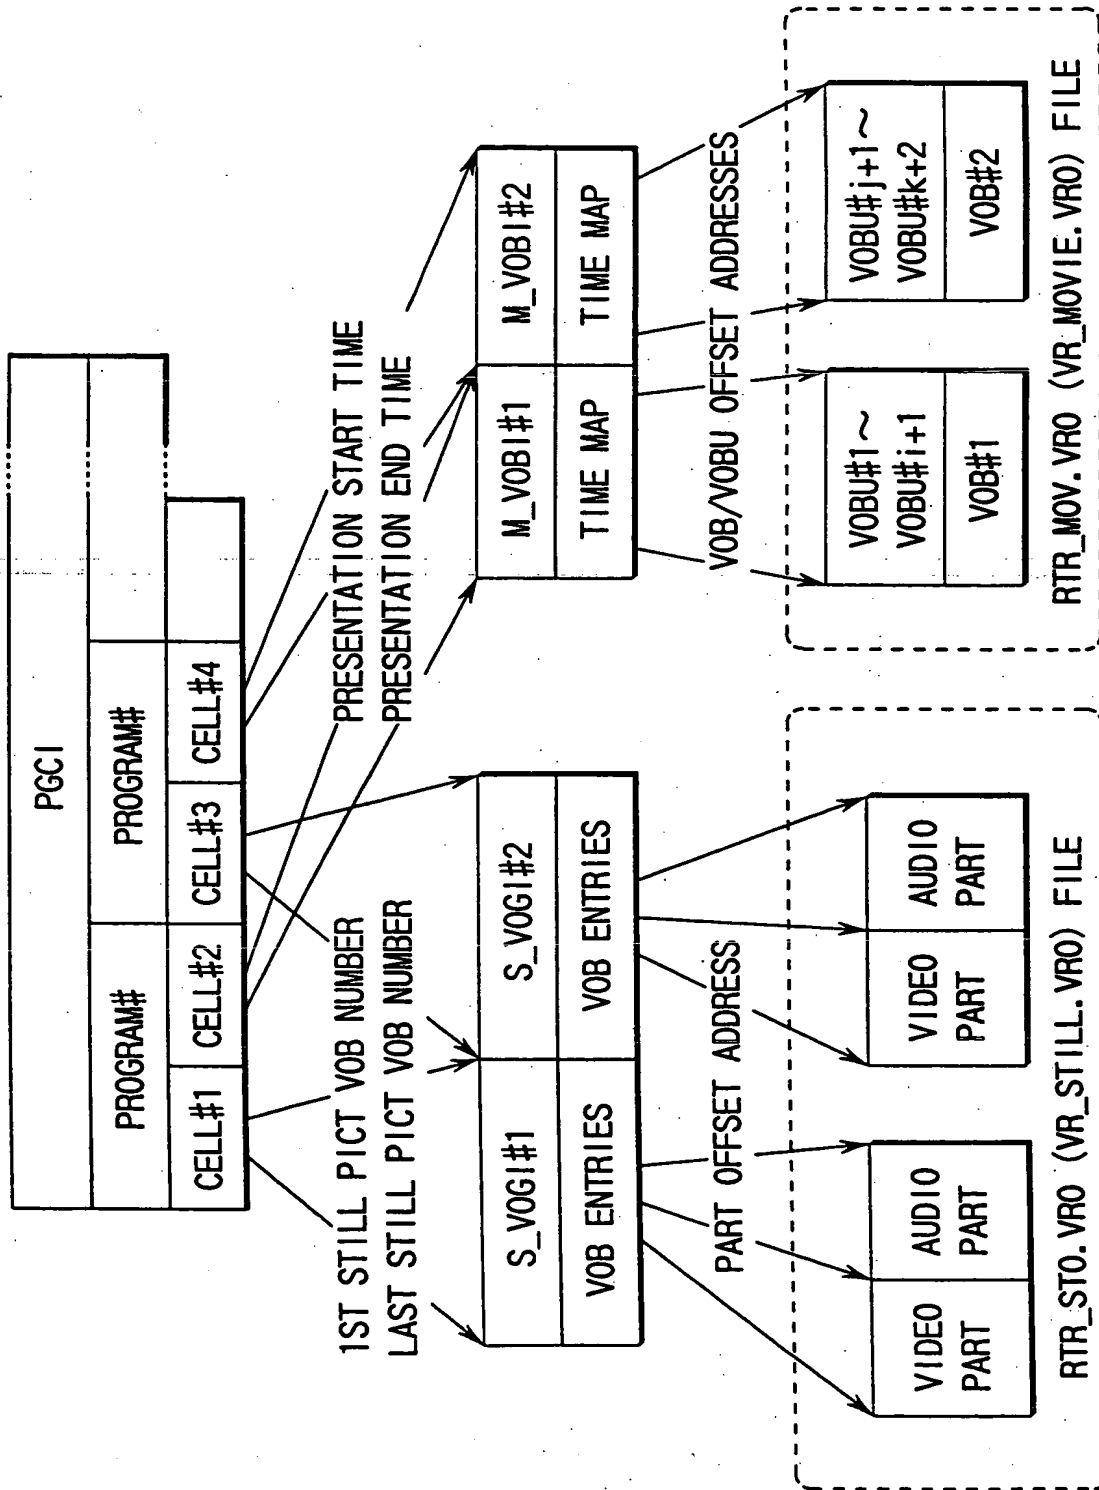 PGCI
PROGRAM#
PROGRAM#
CELL#1
CELL#2
CELL#3
CELL#4
1ST STILL PICT VOB NUMBER
LAST STILL PICT VOB NUMBER
PRESENTATION START TIME
PRESENTATION END TIME
S_VOGI#1
S_VOGI#2
VOB ENTRIES
VOB ENTRIES
M_VOBI#1
M_VOBI#2
TIME MAP
TIME MAP
PART OFFSET ADDRESS
VOB/VOBU OFFSET ADDRESSES
VIDEO
PART
AUDIO
PART
VIDEO
PART
AUDIO
PART
VOBU#1~
VOBU#i+1
VOB#1
VOBU#j+1~
VOBU#k+2
VOB#2
RTR_STO.VRO (VR_STILL.VRO) FILE
RTR_MOV.VRO (VR_MOVIE.VRO) FILE